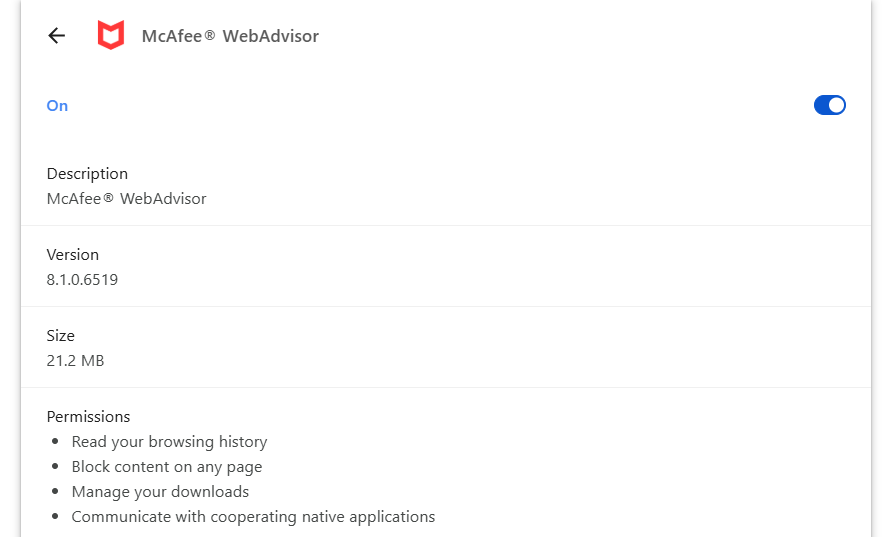 McAfee® WebAdvisor
On
Description
McAfee® WebAdvisor
Version
8.1.0.6519
Size
21.2 MB
Permissions
• Read your browsing history
• Block content on any page
• Manage your downloads
• Communicate with cooperating native applications